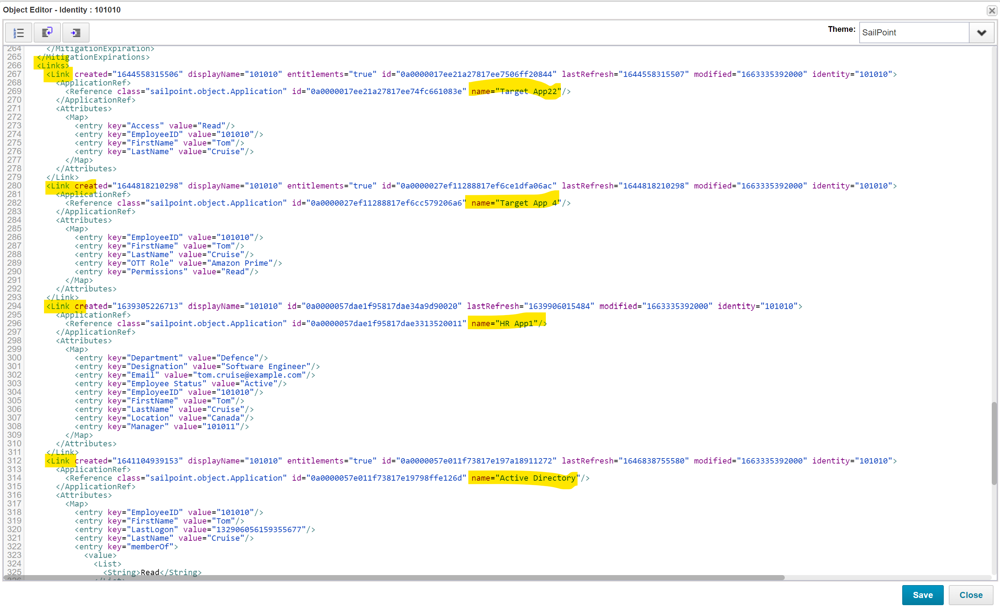 Object Editor - Identity : 101010
Theme: SailPoint
264 </MitigationExpiration>
265 </MitigationExpirations>
266 <Links>
267 <Link created="1644558315506" displayName="101010" entitlements="true" id="0a0000017ee21a27817ee7506ff20844" lastRefresh="1644558315507" modified="1663335392000" identity="101010">
268 <ApplicationRef>
269 <Reference class="sailpoint.object.Application" id="0a0000017ee21a27817ee74fc661083e" name="Target App22"/>
270 </ApplicationRef>
271 <Attributes>
272 <Map>
273 <entry key="Access" value="Read"/>
274 <entry key="EmployeeID" value="101010"/>
275 <entry key="FirstName" value="Tom"/>
276 <entry key="LastName" value="Cruise"/>
277 </Map>
278 </Attributes>
279 </Link>
280 <Link created="1644818210298" displayName="101010" entitlements="true" id="0a0000027ef11288817ef6ce1dfa06ac" lastRefresh="1644818210298" modified="1663335392000" identity="101010">
281 <ApplicationRef>
282 <Reference class="sailpoint.object.Application" id="0a0000027ef11288817ef6cc579206a6" name="Target App 4"/>
283 </ApplicationRef>
284 <Attributes>
285 <Map>
286 <entry key="EmployeeID" value="101010"/>
287 <entry key="FirstName" value="Tom"/>
288 <entry key="LastName" value="Cruise"/>
289 <entry key="OTT Role" value="Amazon Prime"/>
290 <entry key="Permissions" value="Read"/>
291 </Map>
292 </Attributes>
293 </Link>
294 <Link created="1639305226713" displayName="101010" id="0a0000057dae1f95817dae34a9d90020" lastRefresh="1639906015484" modified="1663335392000" identity="101010">
295 <ApplicationRef>
296 <Reference class="sailpoint.object.Application" id="0a0000057dae1f95817dae3313520011" name="HR App1"/>
297 </ApplicationRef>
298 <Attributes>
299 <Map>
300 <entry key="Department" value="Defence"/>
301 <entry key="Designation" value="Software Engineer"/>
302 <entry key="Email" value="tom.cruise@example.com"/>
303 <entry key="Employee Status" value="Active"/>
304 <entry key="EmployeeID" value="101010"/>
305 <entry key="FirstName" value="Tom"/>
306 <entry key="LastName" value="Cruise"/>
307 <entry key="Location" value="Canada"/>
308 <entry key="Manager" value="101011"/>
309 </Map>
310 </Attributes>
311 </Link>
312 <Link created="1641104939153" displayName="101010" entitlements="true" id="0a0000057e011f73817e197a18911272" lastRefresh="1646838755580" modified="1663335392000" identity="101010">
313 <ApplicationRef>
314 <Reference class="sailpoint.object.Application" id="0a0000057e011f73817e19798ffe126d" name="Active Directory"/>
315 </ApplicationRef>
316 <Attributes>
317 <Map>
318 <entry key="EmployeeID" value="101010"/>
319 <entry key="FirstName" value="Tom"/>
320 <entry key="LastLogon" value="132906056159355677"/>
321 <entry key="LastName" value="Cruise"/>
322 <entry key="memberOf">
323 <value>
324 <List>
325 <String>Read</String>
Save Close